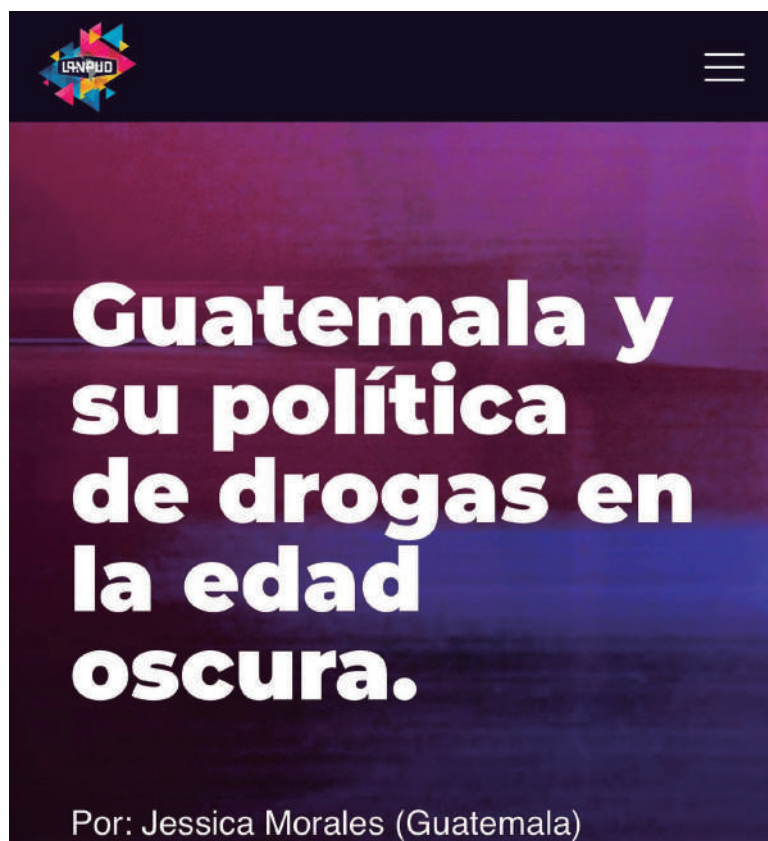 LANPUD
Guatemala y
su política
de drogas en
la edad
oscura.
Por: Jessica Morales (Guatemala)